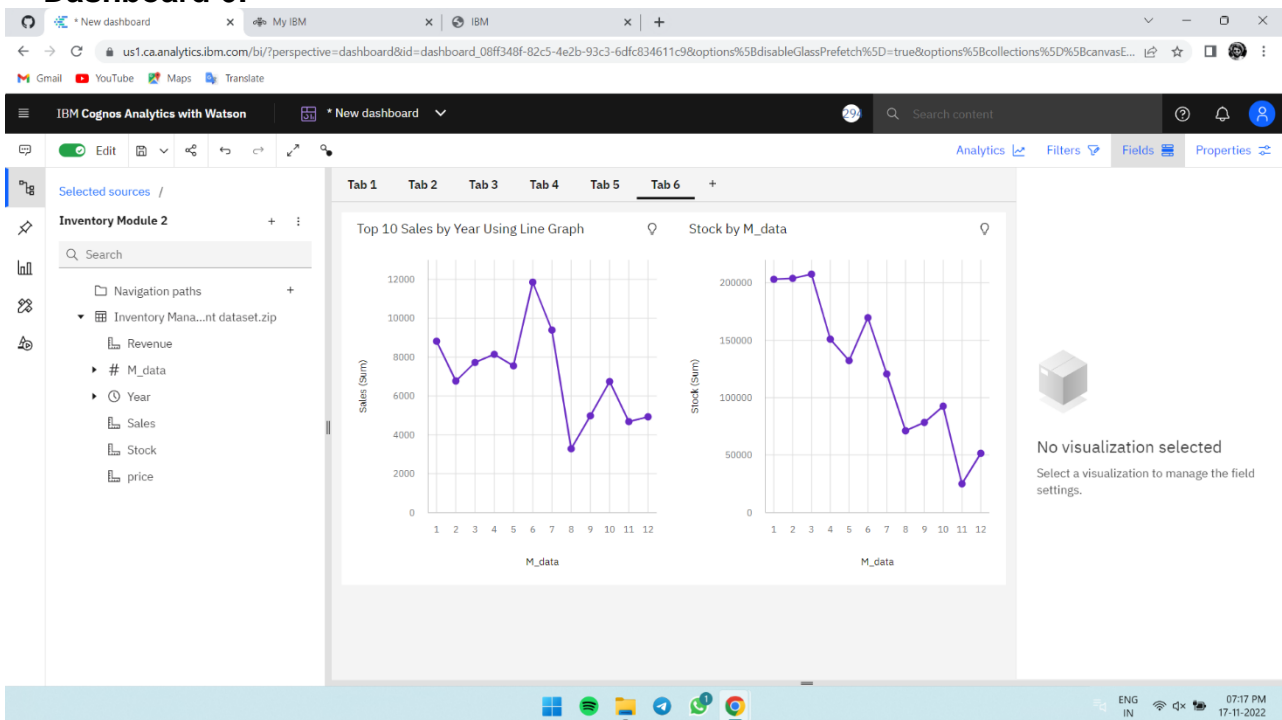 Dashboard-6:
* New dashboard
My IBM
IBM
us1.ca.analytics.ibm.com/bi/?perspective=dashboard&id=dashboard_08ff348f-82c5-4e2b-93c3-6dfc834611c9&options%5BdisableGlassPrefetch%5D=true&options%5Bcollections%5D%5BcanvasE...
Gmail YouTube Maps Translate
IBM Cognos Analytics with Watson
* New dashboard
294
Search content
Edit
Analytics Filters Fields Properties
Selected sources /
Inventory Module 2
Search
Navigation paths
Inventory Mana...nt dataset.zip
Revenue
# M_data
Year
Sales
Stock
price
Tab 1 Tab 2 Tab 3 Tab 4 Tab 5 Tab 6 +
Top 10 Sales by Year Using Line Graph
Sales (Sum)
12000
10000
8000
6000
4000
2000
0
1 2 3 4 5 6 7 8 9 10 11 12
M_data
Stock by M_data
Stock (Sum)
200000
150000
100000
50000
0
1 2 3 4 5 6 7 8 9 10 11 12
M_data
No visualization selected
Select a visualization to manage the field
settings.
ENG
IN
07:17 PM
17-11-2022